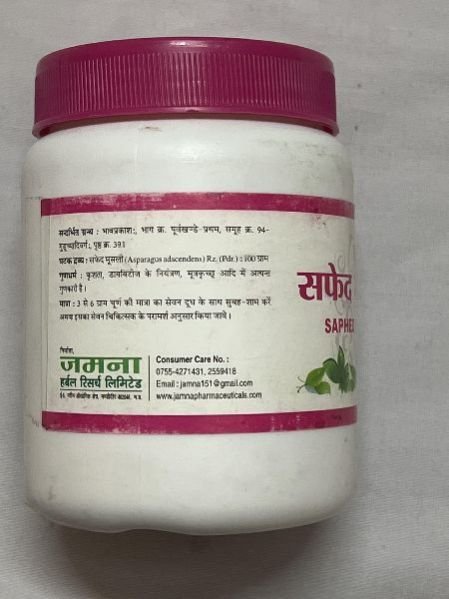 सन्दर्भित ग्रन्थ : भावप्रकाश:, भाग क्र. पूर्वखण्डे-प्रथम, समूह क्र. 94-
गुडूच्यादिवर्ग:, पृष्ठ क्र. 391
घटक द्रव्य : सफेद मूसली (Asparagus adscendens) Rz. (Pdr.) : 100 ग्राम
गुणधर्म : कृशता, डायबिटीज के नियंत्रण, मूत्रकृच्छ्र आदि में अत्यन्त
गुणकारी है।
मात्रा : 3 से 6 ग्राम चूर्ण की मात्रा का सेवन दूध के साथ सुबह-शाम करें
अथवा इसका सेवन चिकित्सक के परामर्श अनुसार किया जावे।
सफेद
SAPHE
निर्माता,
जमना
हर्बल रिसर्च लिमिटेड
Consumer Care No. :
0755-4271431, 2559418
Email : jamna151@gmail.com
www.jamnapharmaceuticals.com